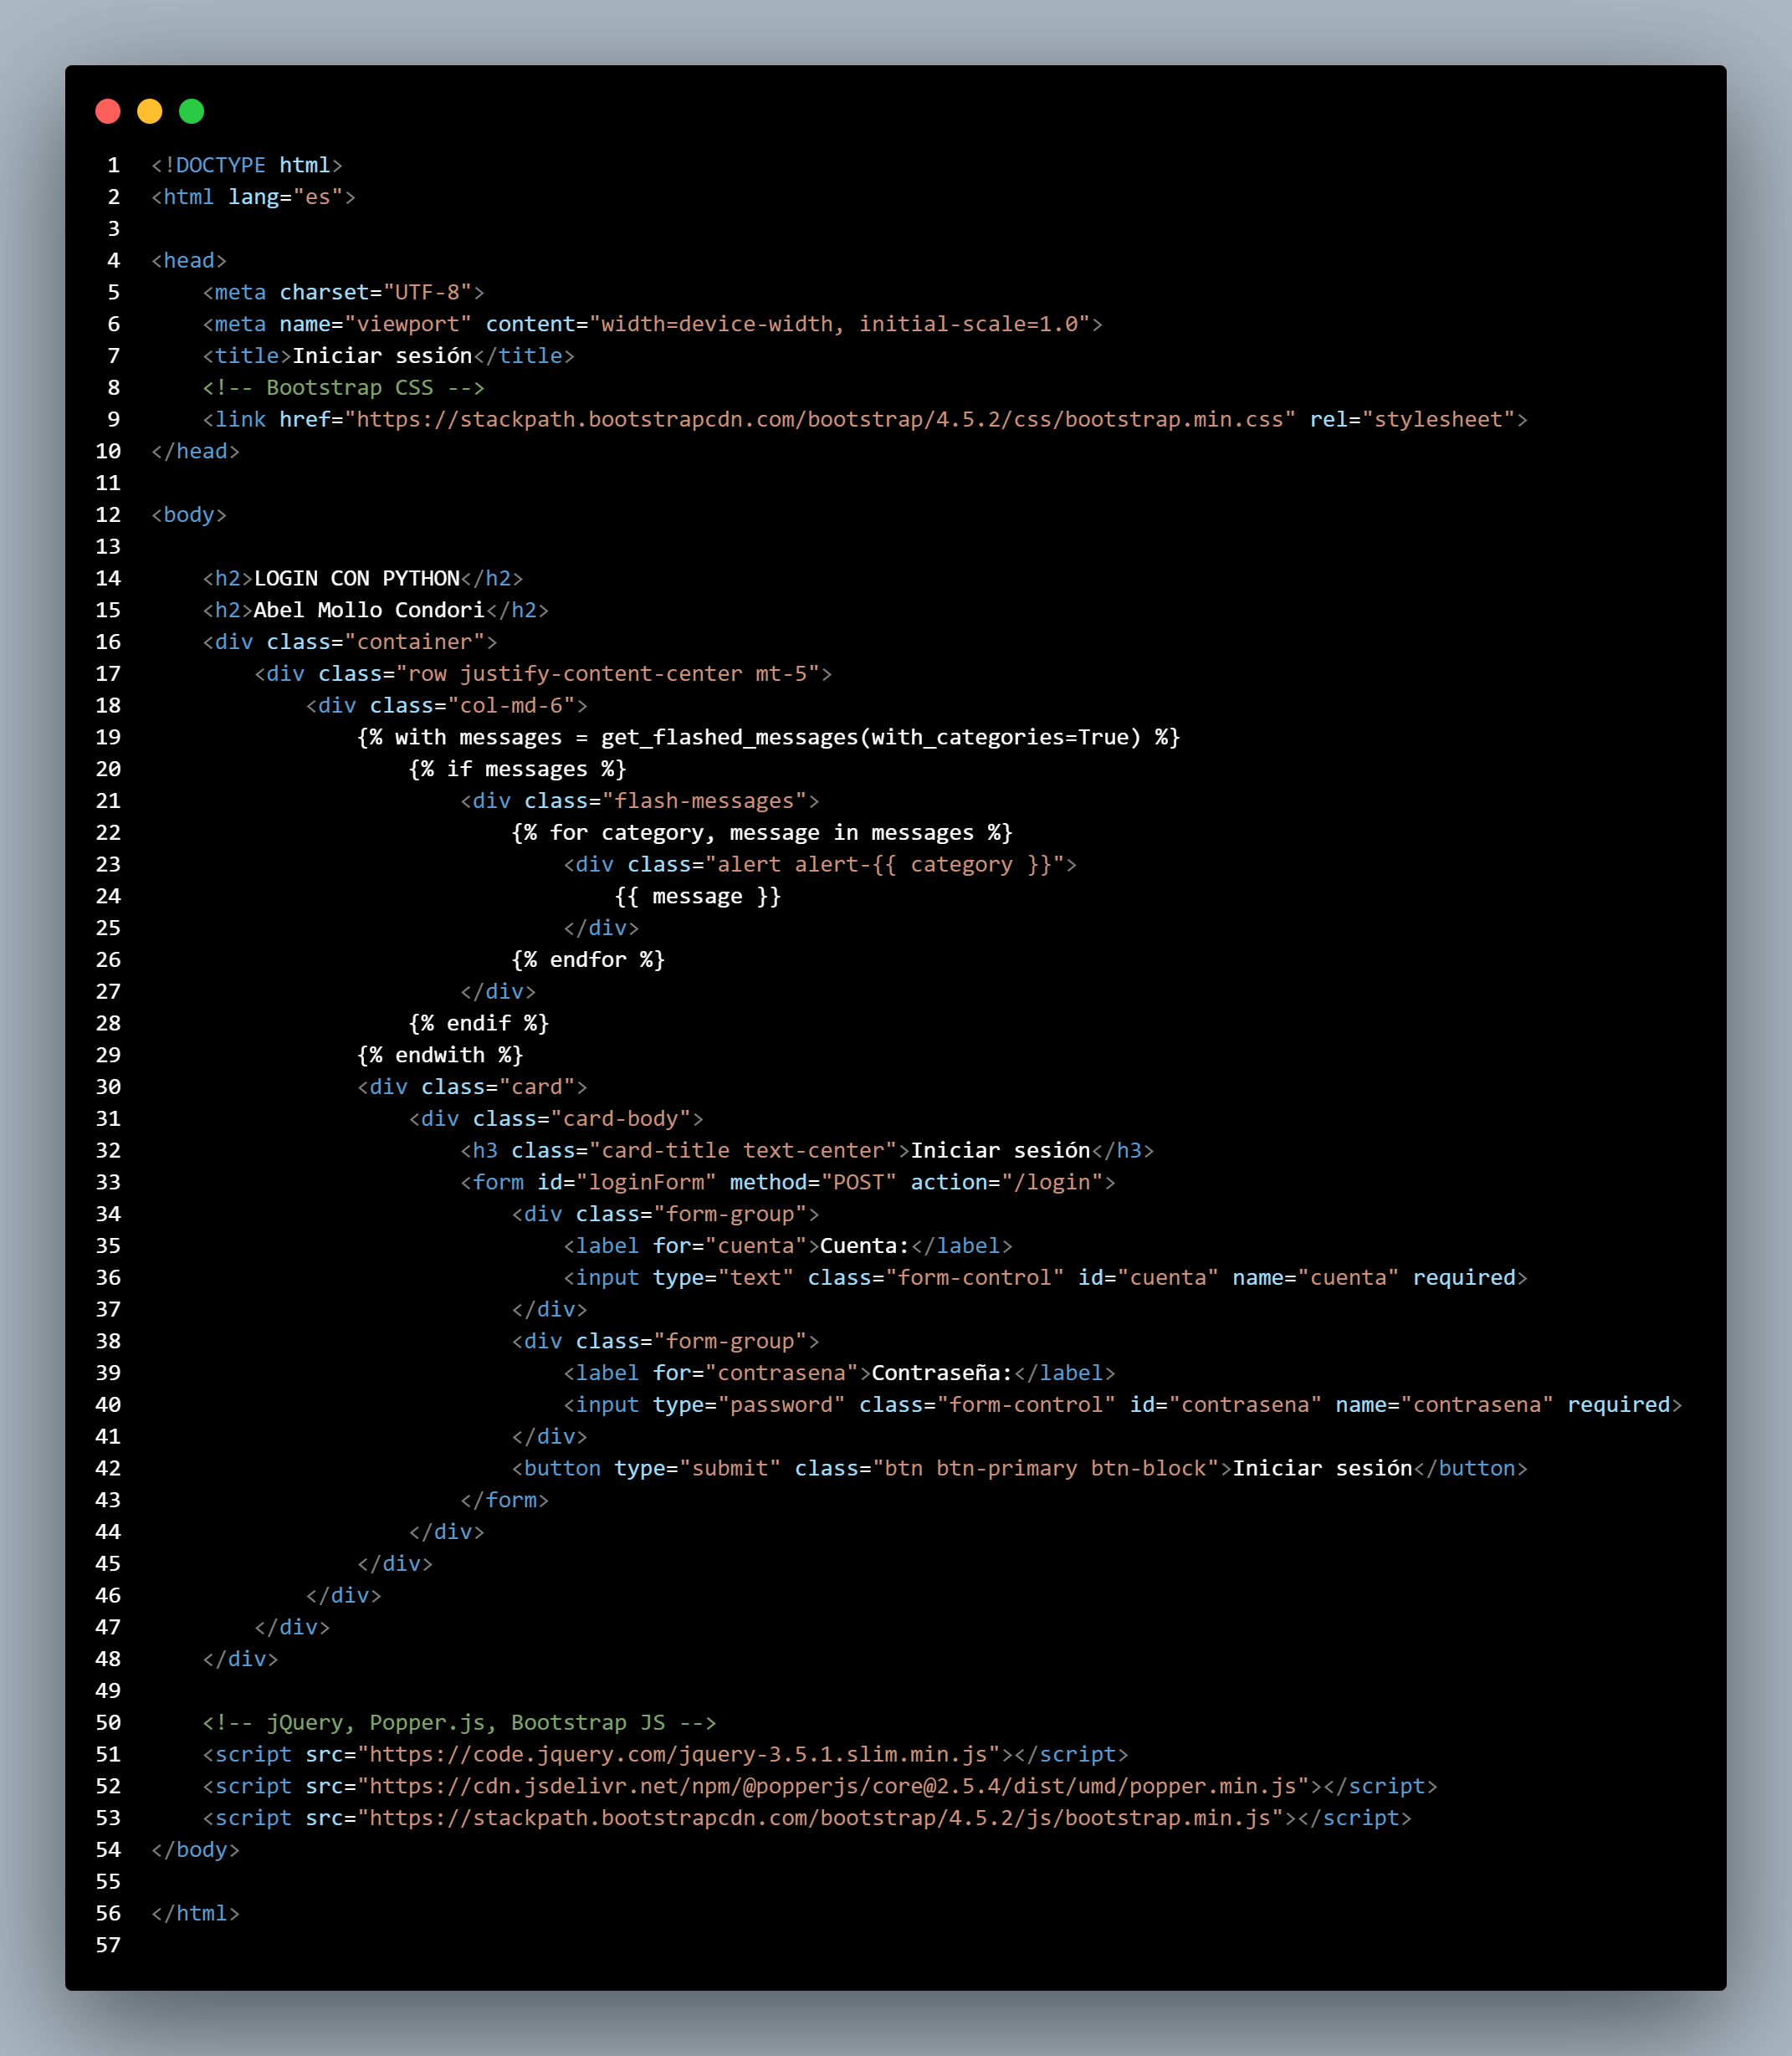 1 <!DOCTYPE html>
2 <html lang="es">
3
4 <head>
5     <meta charset="UTF-8">
6     <meta name="viewport" content="width=device-width, initial-scale=1.0">
7     <title>Iniciar sesión</title>
8     <!-- Bootstrap CSS -->
9     <link href="https://stackpath.bootstrapcdn.com/bootstrap/4.5.2/css/bootstrap.min.css" rel="stylesheet">
10 </head>
11
12 <body>
13
14     <h2>LOGIN CON PYTHON</h2>
15     <h2>Abel Mollo Condori</h2>
16     <div class="container">
17         <div class="row justify-content-center mt-5">
18             <div class="col-md-6">
19                 {% with messages = get_flashed_messages(with_categories=True) %}
20                     {% if messages %}
21                         <div class="flash-messages">
22                             {% for category, message in messages %}
23                                 <div class="alert alert-{{ category }}">
24                                     {{ message }}
25                                 </div>
26                             {% endfor %}
27                         </div>
28                     {% endif %}
29                 {% endwith %}
30                 <div class="card">
31                     <div class="card-body">
32                         <h3 class="card-title text-center">Iniciar sesión</h3>
33                         <form id="loginForm" method="POST" action="/login">
34                             <div class="form-group">
35                                 <label for="cuenta">Cuenta:</label>
36                                 <input type="text" class="form-control" id="cuenta" name="cuenta" required>
37                             </div>
38                             <div class="form-group">
39                                 <label for="contrasena">Contraseña:</label>
40                                 <input type="password" class="form-control" id="contrasena" name="contrasena" required>
41                             </div>
42                             <button type="submit" class="btn btn-primary btn-block">Iniciar sesión</button>
43                         </form>
44                     </div>
45                 </div>
46             </div>
47         </div>
48     </div>
49
50     <!-- jQuery, Popper.js, Bootstrap JS -->
51     <script src="https://code.jquery.com/jquery-3.5.1.slim.min.js"></script>
52     <script src="https://cdn.jsdelivr.net/npm/@popperjs/core@2.5.4/dist/umd/popper.min.js"></script>
53     <script src="https://stackpath.bootstrapcdn.com/bootstrap/4.5.2/js/bootstrap.min.js"></script>
54 </body>
55
56 </html>
57